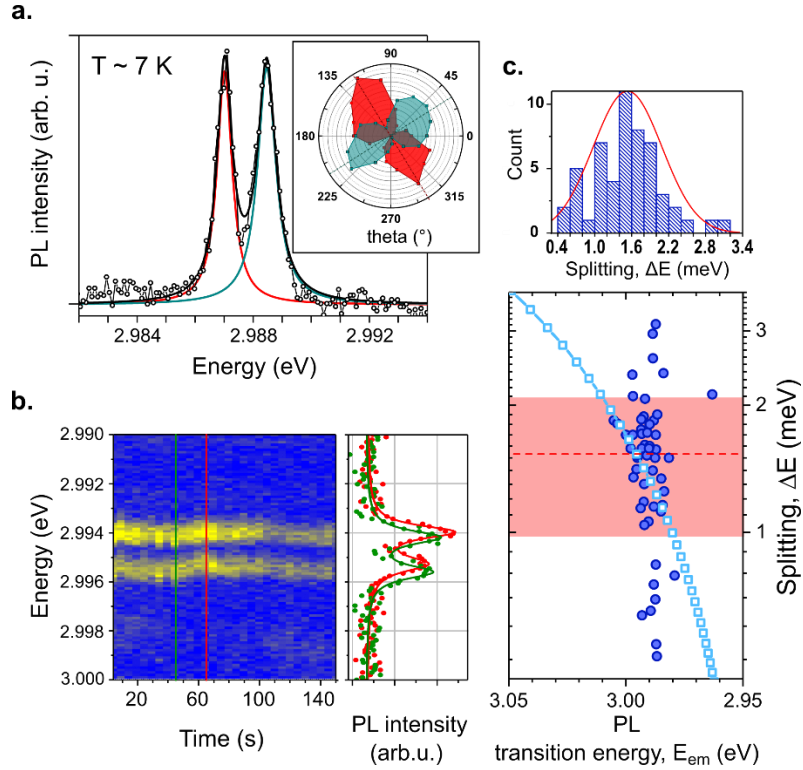 a.
T ~ 7 K
PL intensity (arb. u.)
2.984
2.988
2.992
Energy (eV)
90
135
45
180
0
225
315
270
theta (°)
b.
2.990
2.992
2.994
2.996
2.998
3.000
Energy (eV)
20
60
100
140
Time (s)
PL intensity
(arb.u.)
c.
10
5
0
Count
0.4
1.0
1.6
2.2
2.8
3.4
Splitting, ΔE (meV)
3
2
1
Splitting, ΔE (meV)
3.05
3.00
2.95
PL
transition energy, Eem (eV)